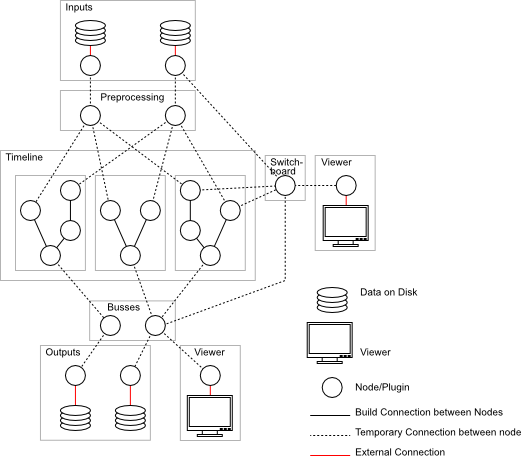 Inputs
Preprocessing
Timeline
Switch-
board
Viewer
Busses
Outputs
Viewer
Data on Disk
Viewer
Node/Plugin
Build Connection between Nodes
Temporary Connection between node
External Connection